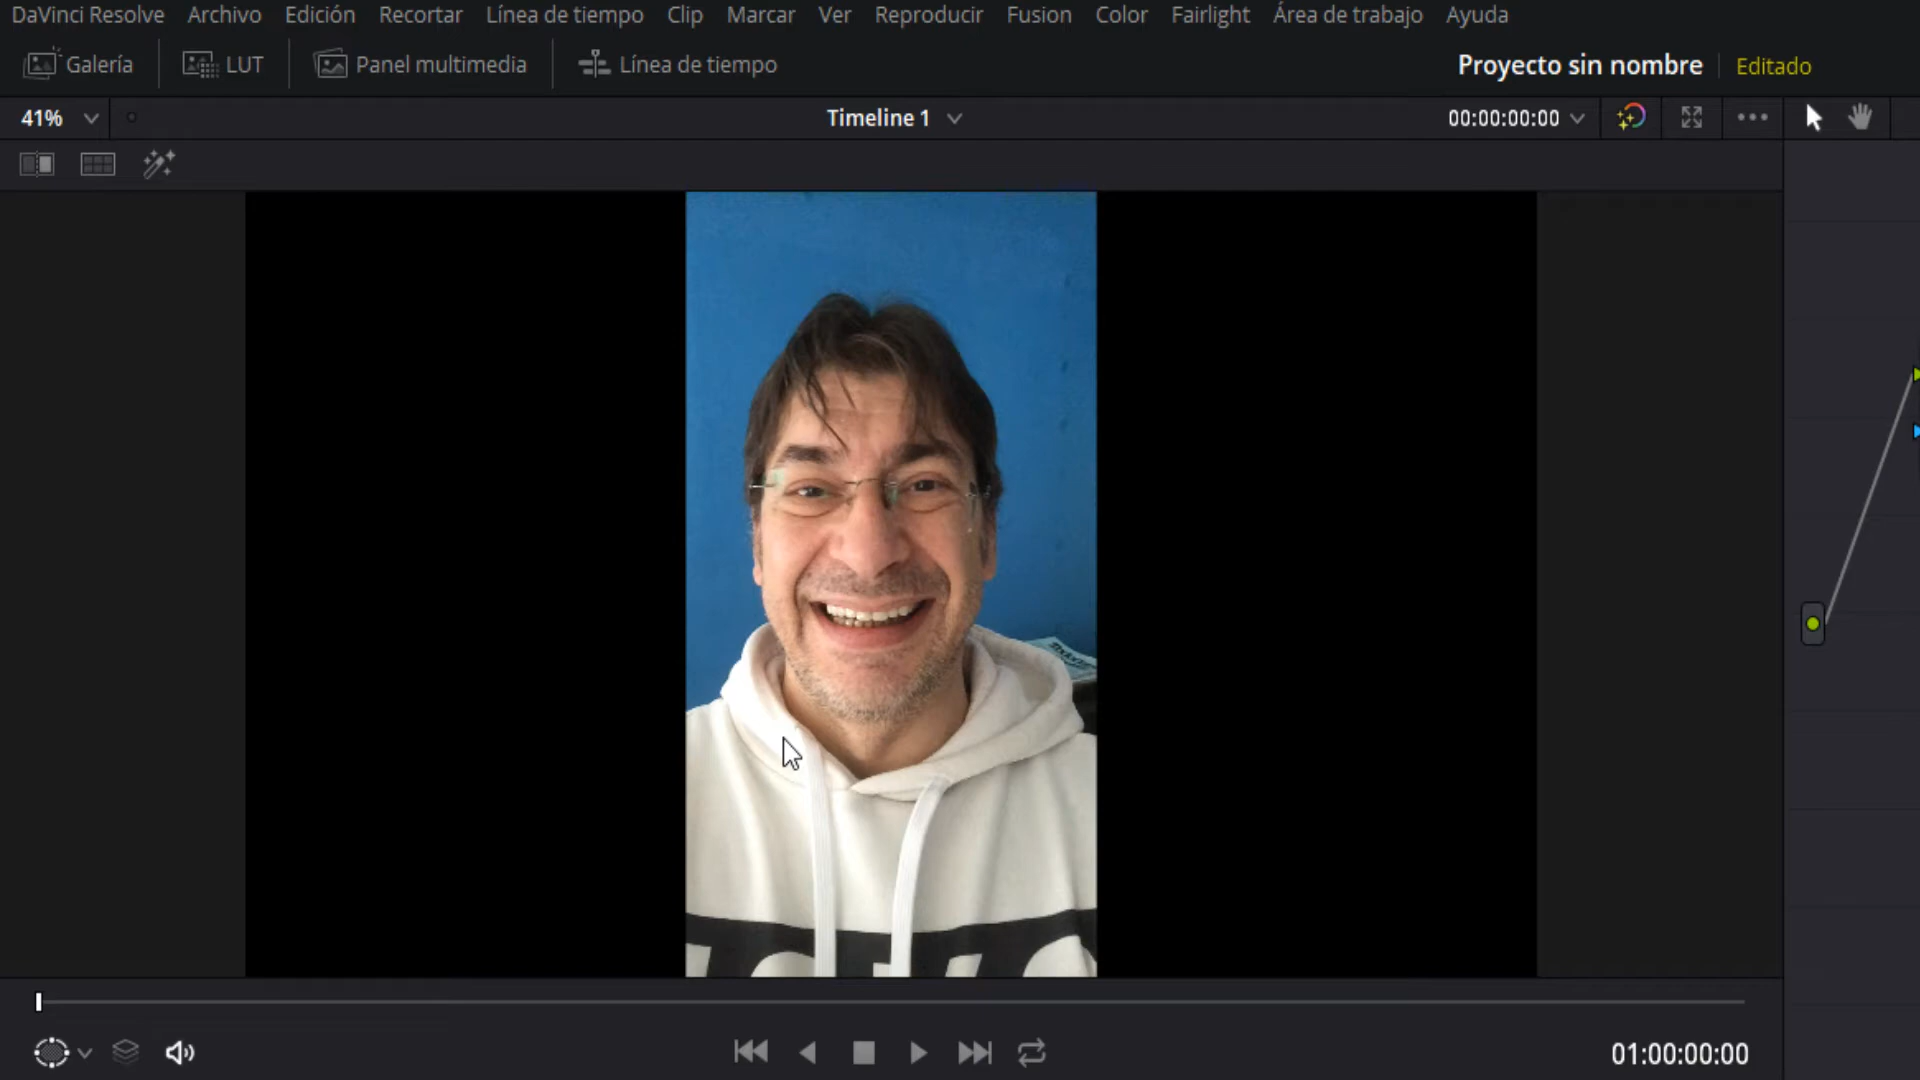 DaVinci Resolve Archivo Edición Recortar Línea de tiempo Clip Marcar Ver Reproducir Fusion Color Fairlight Área de trabajo Ayuda
Galería LUT Panel multimedia Línea de tiempo Proyecto sin nombre Editado
41% Timeline 1 00:00:00:00
01:00:00:00